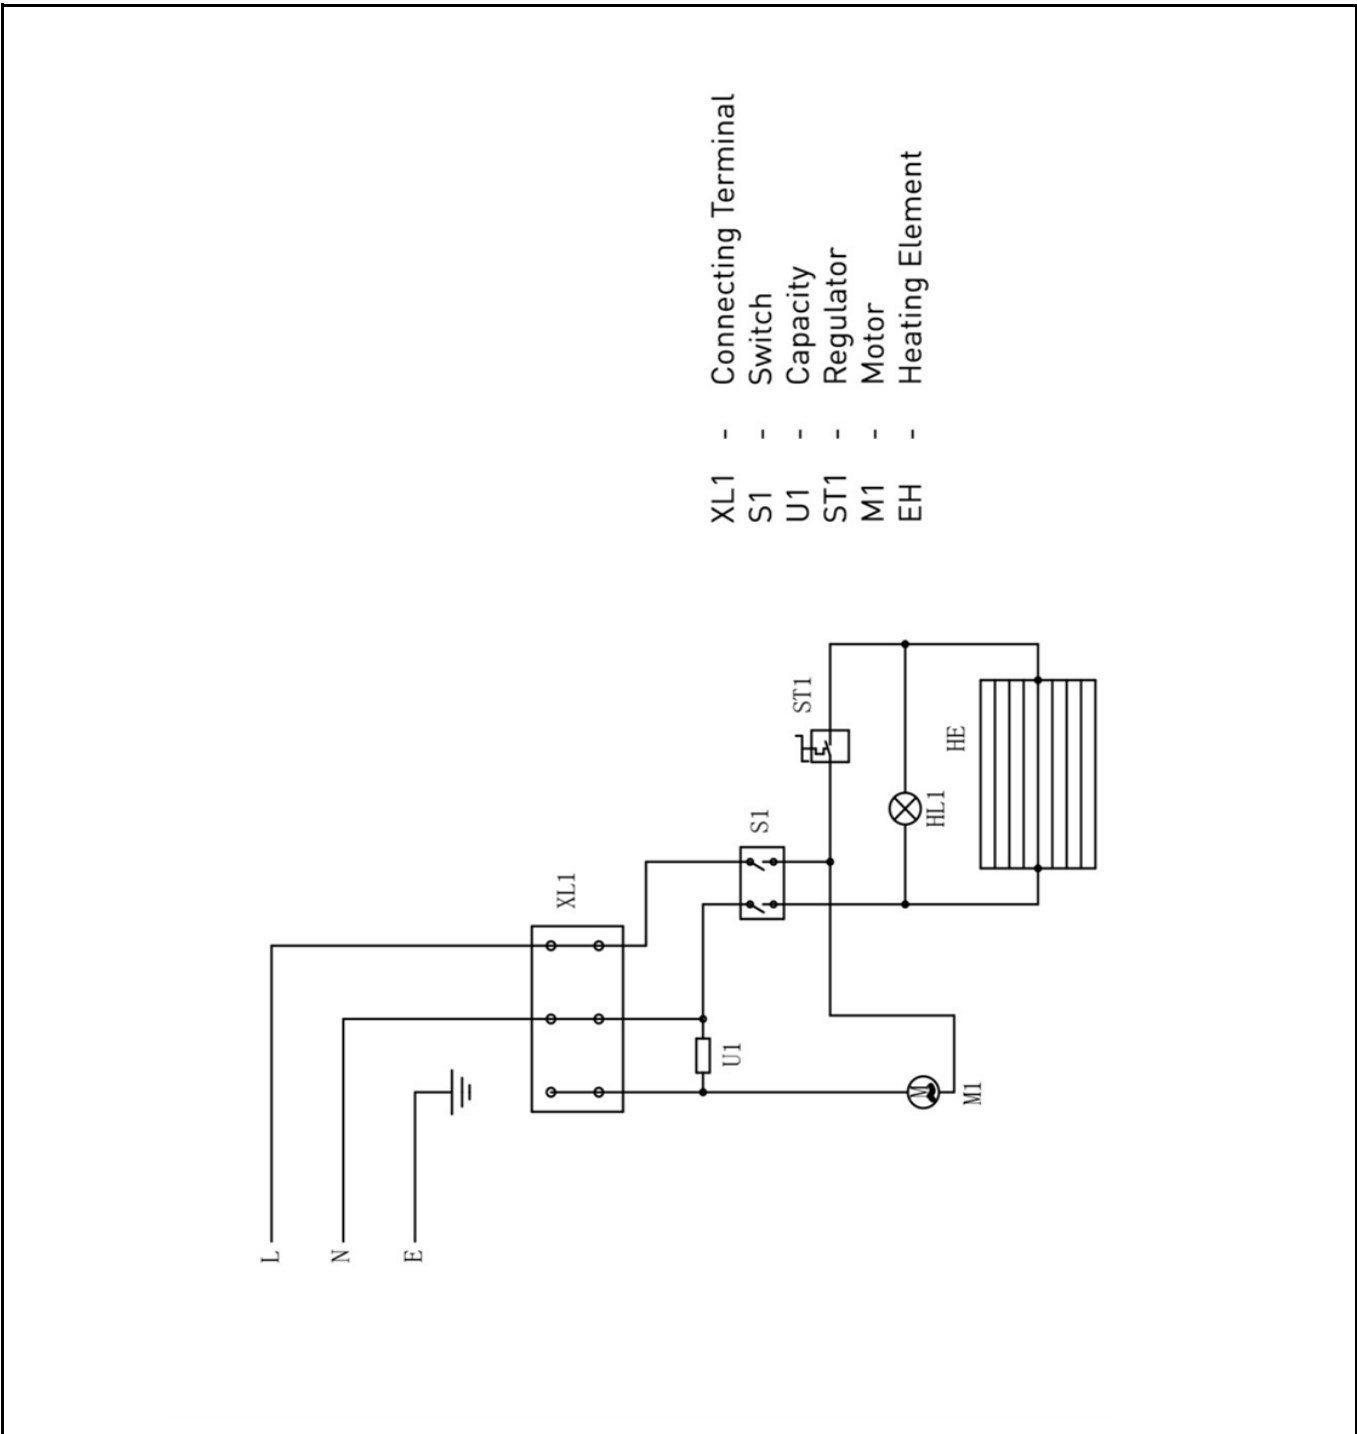 XL1 - Connecting Terminal
S1 - Switch
U1 - Capacity
ST1 - Regulator
M1 - Motor
EH - Heating Element
L
N
E
XL1
U1
S1
ST1
HL1
HE
M
M1